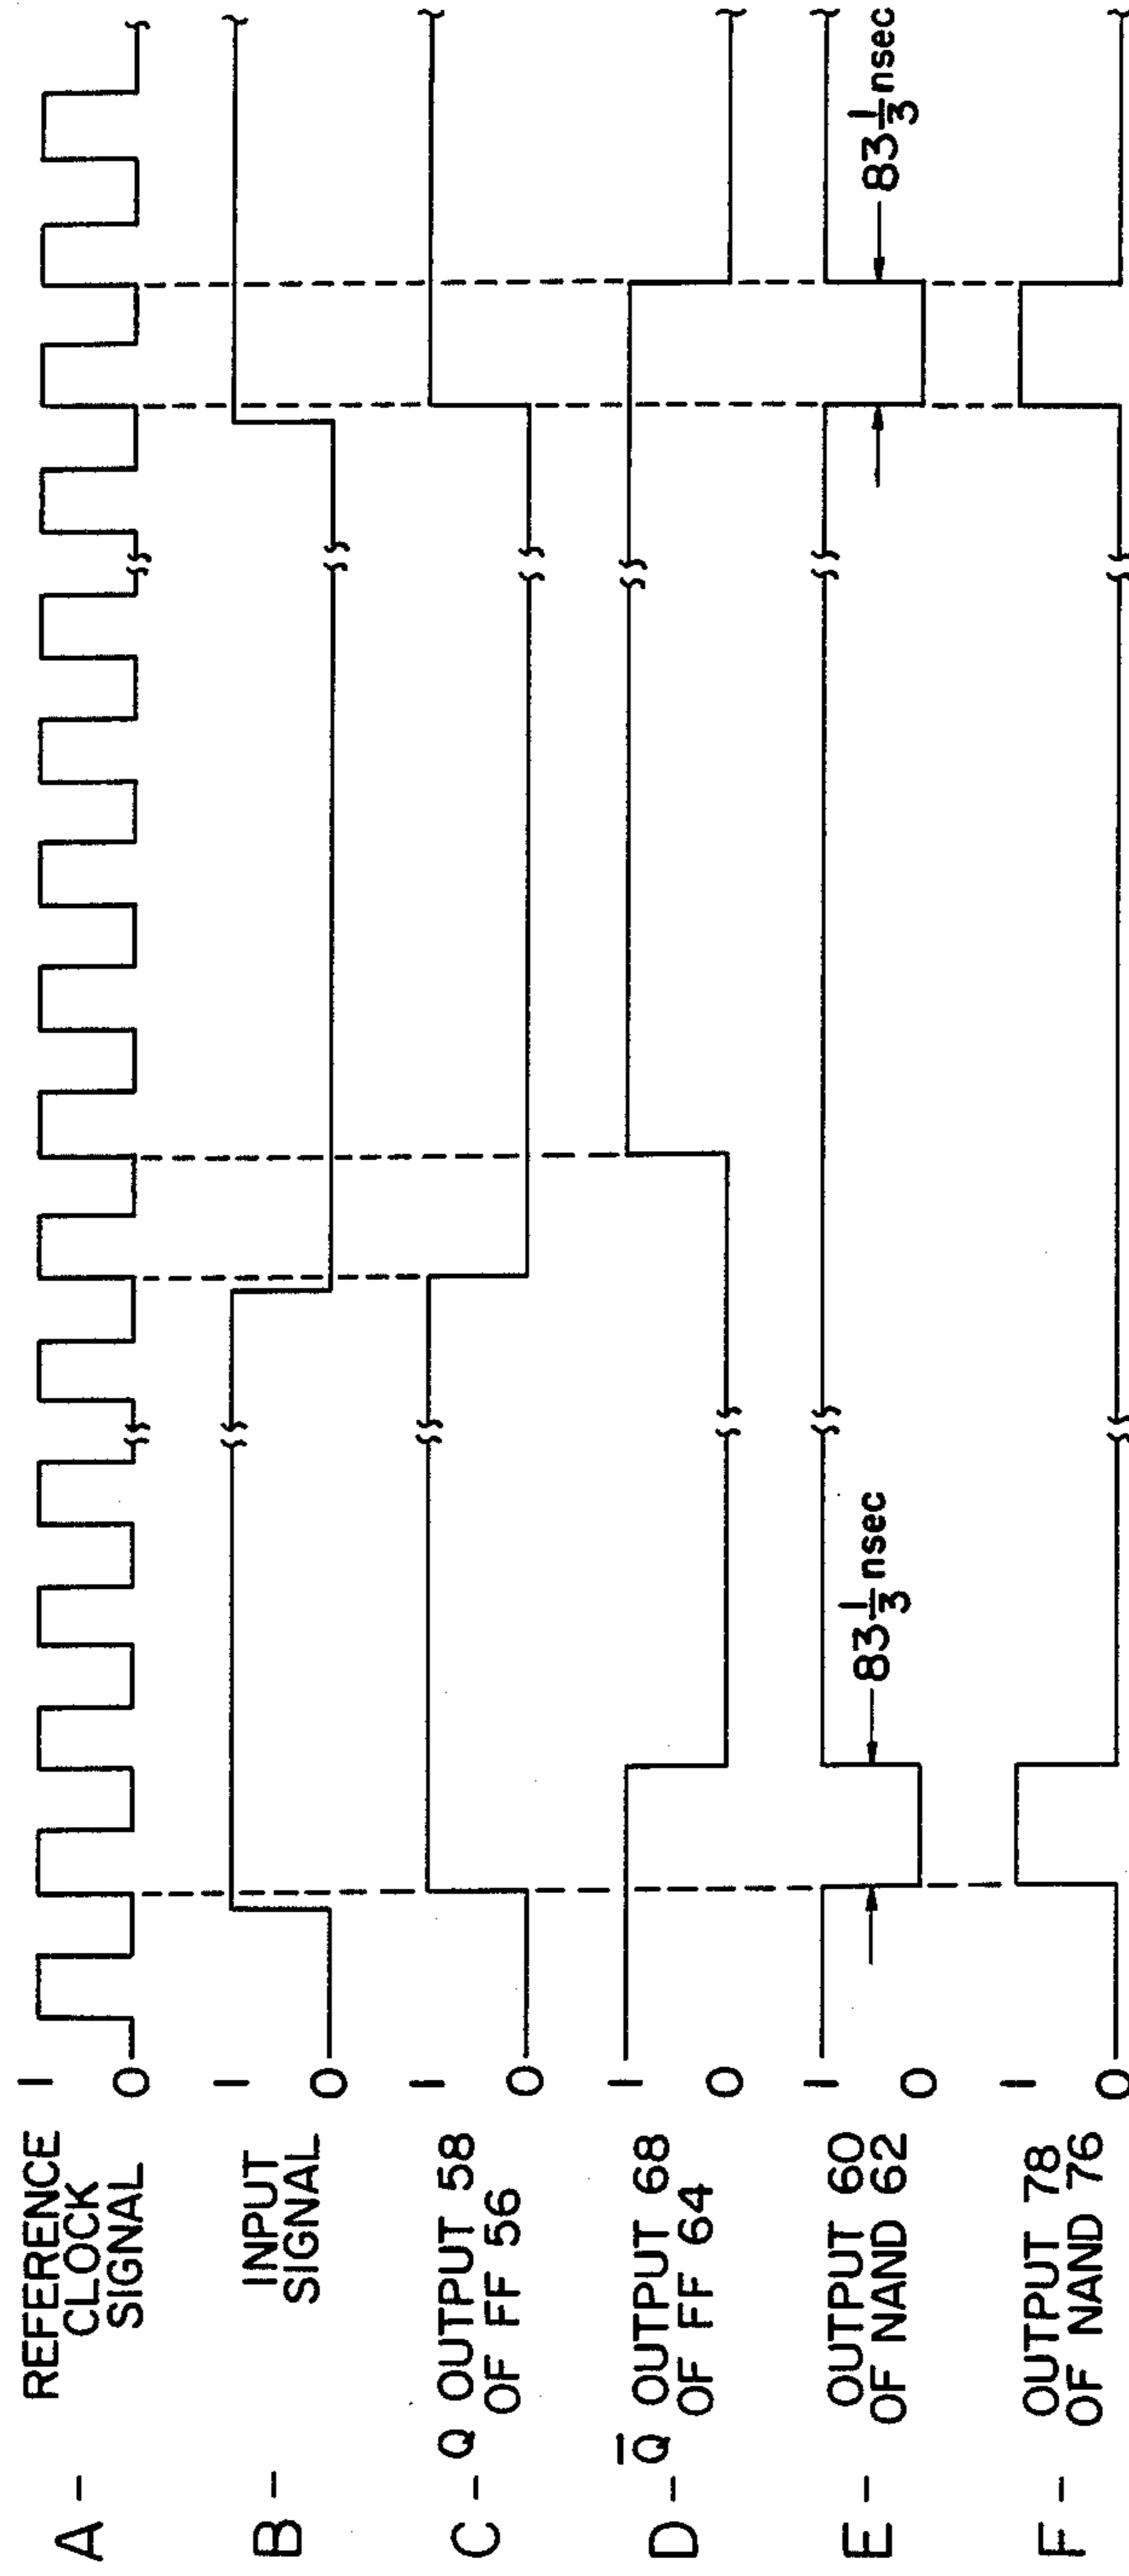 A - REFERENCE
CLOCK
SIGNAL
1
0
B - INPUT
SIGNAL
1
0
C - Q OUTPUT 58
OF FF 56
1
0
D - Q̅ OUTPUT 68
OF FF 64
1
0
E - OUTPUT 60
OF NAND 62
1
0
83 1/3 nsec
83 1/3 nsec
F - OUTPUT 78
OF NAND 76
1
0